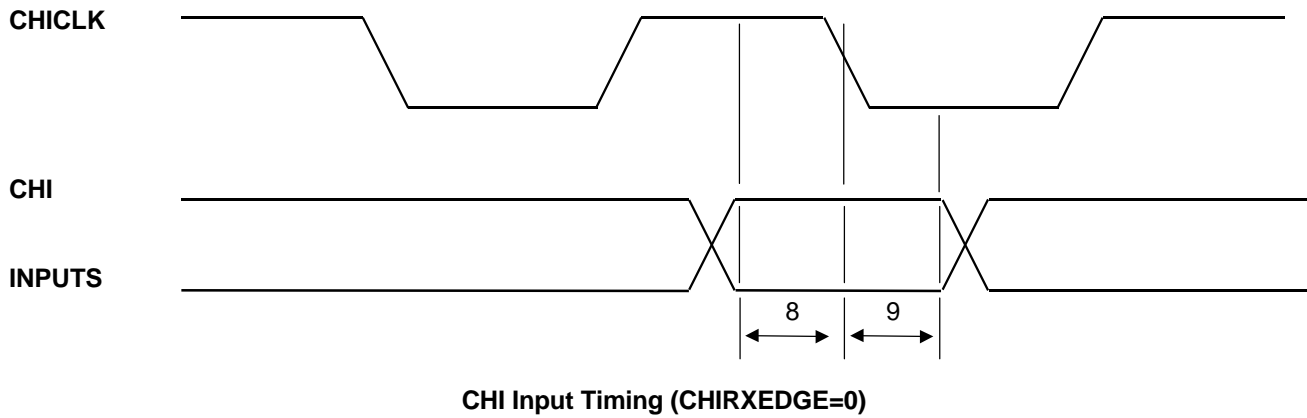 CHICLK
CHI
INPUTS
8
9
CHI Input Timing (CHIRXEDGE=0)